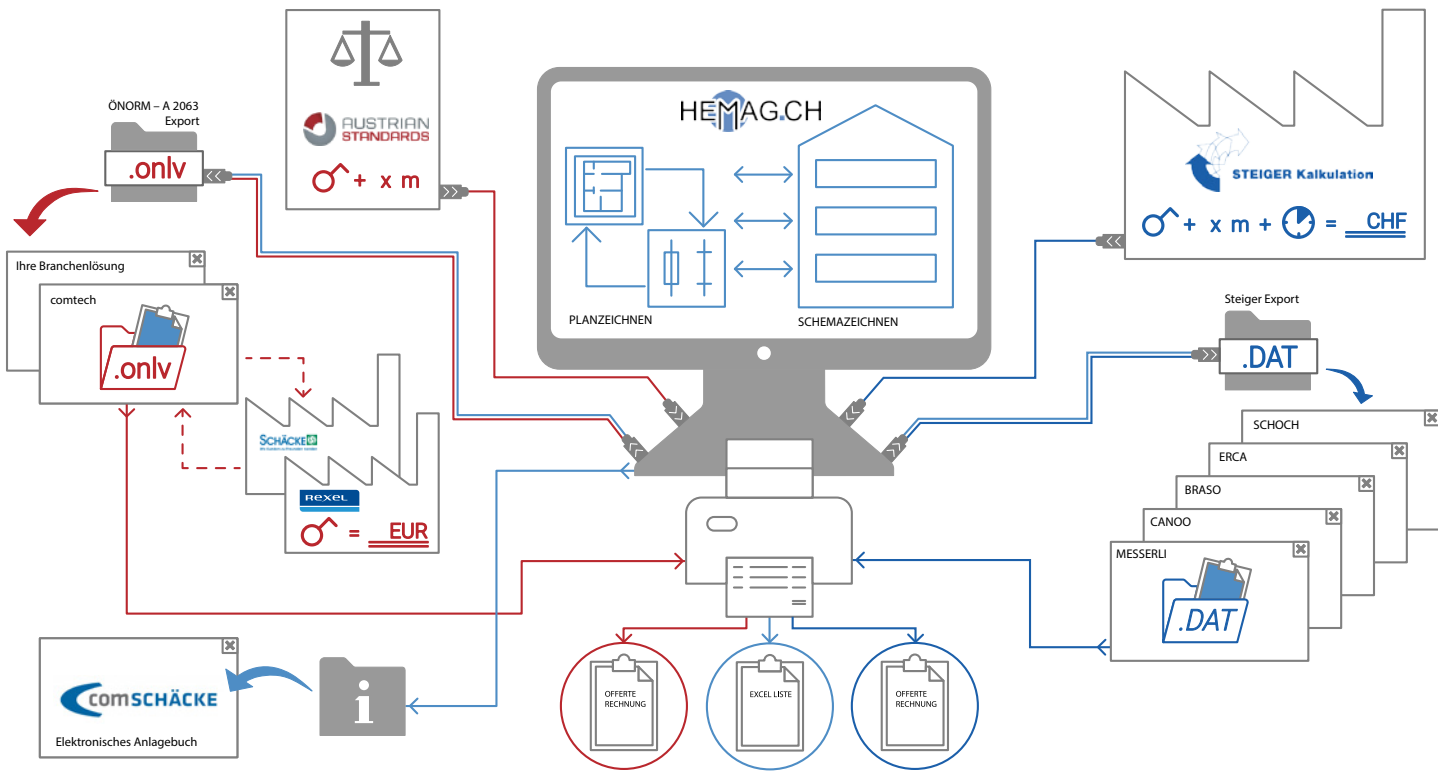 ÖNORM – A 2063
Export
.onlv
AUSTRIAN
STANDARDS
+ x m
HEMAG.CH
PLANZEICHNEN
SCHEMAZEICHNEN
STEIGER Kalkulation
+ x m + = CHF
Ihre Branchenlösung
comtech
.onlv
SCHÄCKE
REXEL
= EUR
Steiger Export
.DAT
SCHOCH
ERCA
BRASO
CANOO
MESSERLI
.DAT
comSCHÄCKE
Elektronisches Anlagebuch
i
OFFERTE
RECHNUNG
EXCEL LISTE
OFFERTE
RECHNUNG